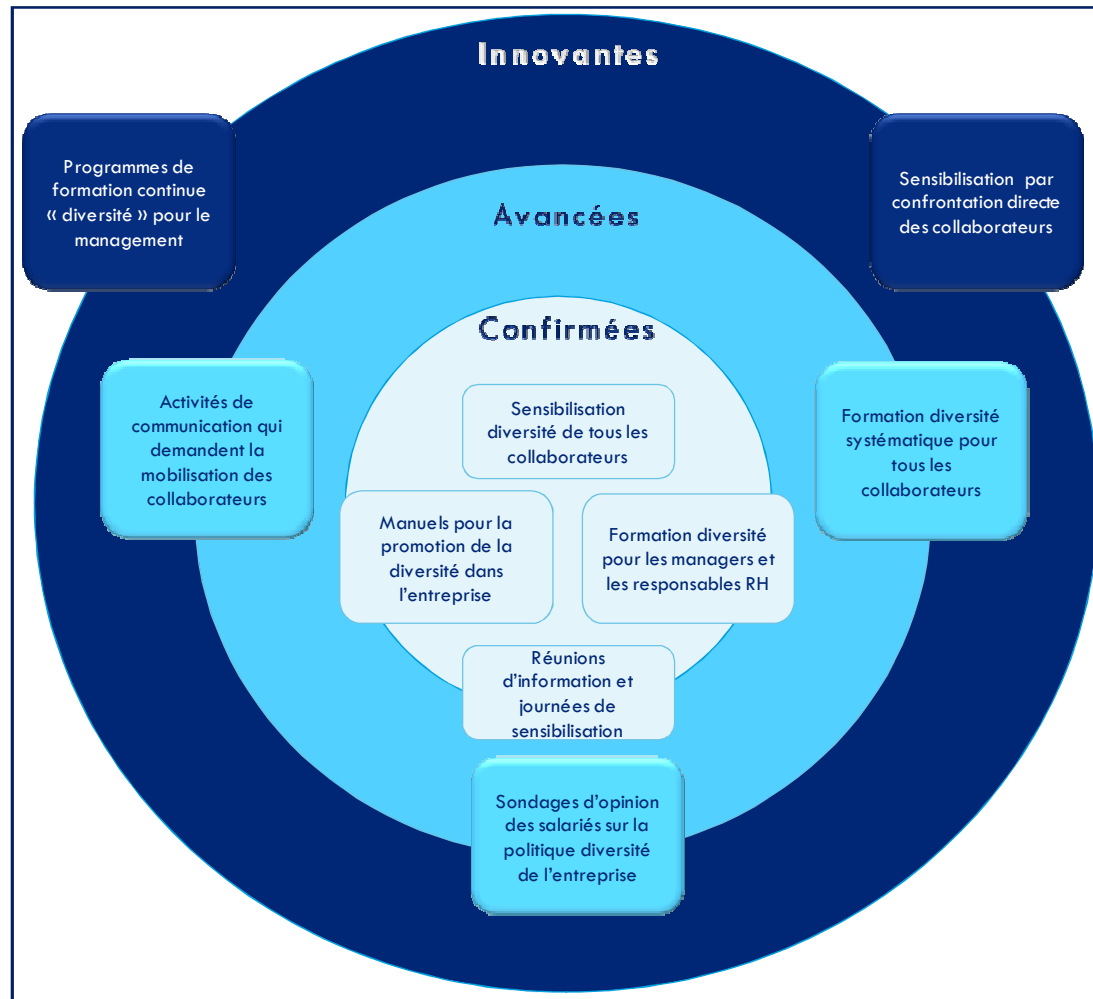 Innovantes
Programmes de
formation continue
« diversité » pour le
management
Sensibilisation par
confrontation directe
des collaborateurs
Avancées
Confirmées
Activités de
communication qui
demandent la
mobilisation des
collaborateurs
Sensibilisation
diversité de tous les
collaborateurs
Formation diversité
systématique pour
tous les
collaborateurs
Manuels pour la
promotion de la
diversité dans
l'entreprise
Formation diversité
pour les managers et
les responsables RH
Réunions
d'information et
journées de
sensibilisation
Sondages d'opinion
des salariés sur la
politique diversité
de l'entreprise